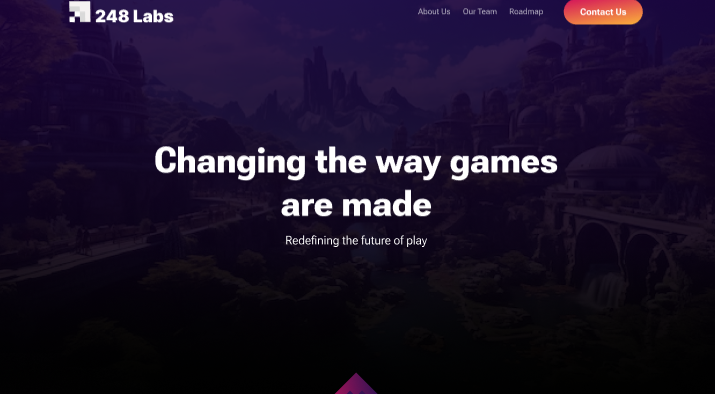 248 Labs
About Us
Our Team
Roadmap
Contact Us
Changing the way games
are made
Redefining the future of play